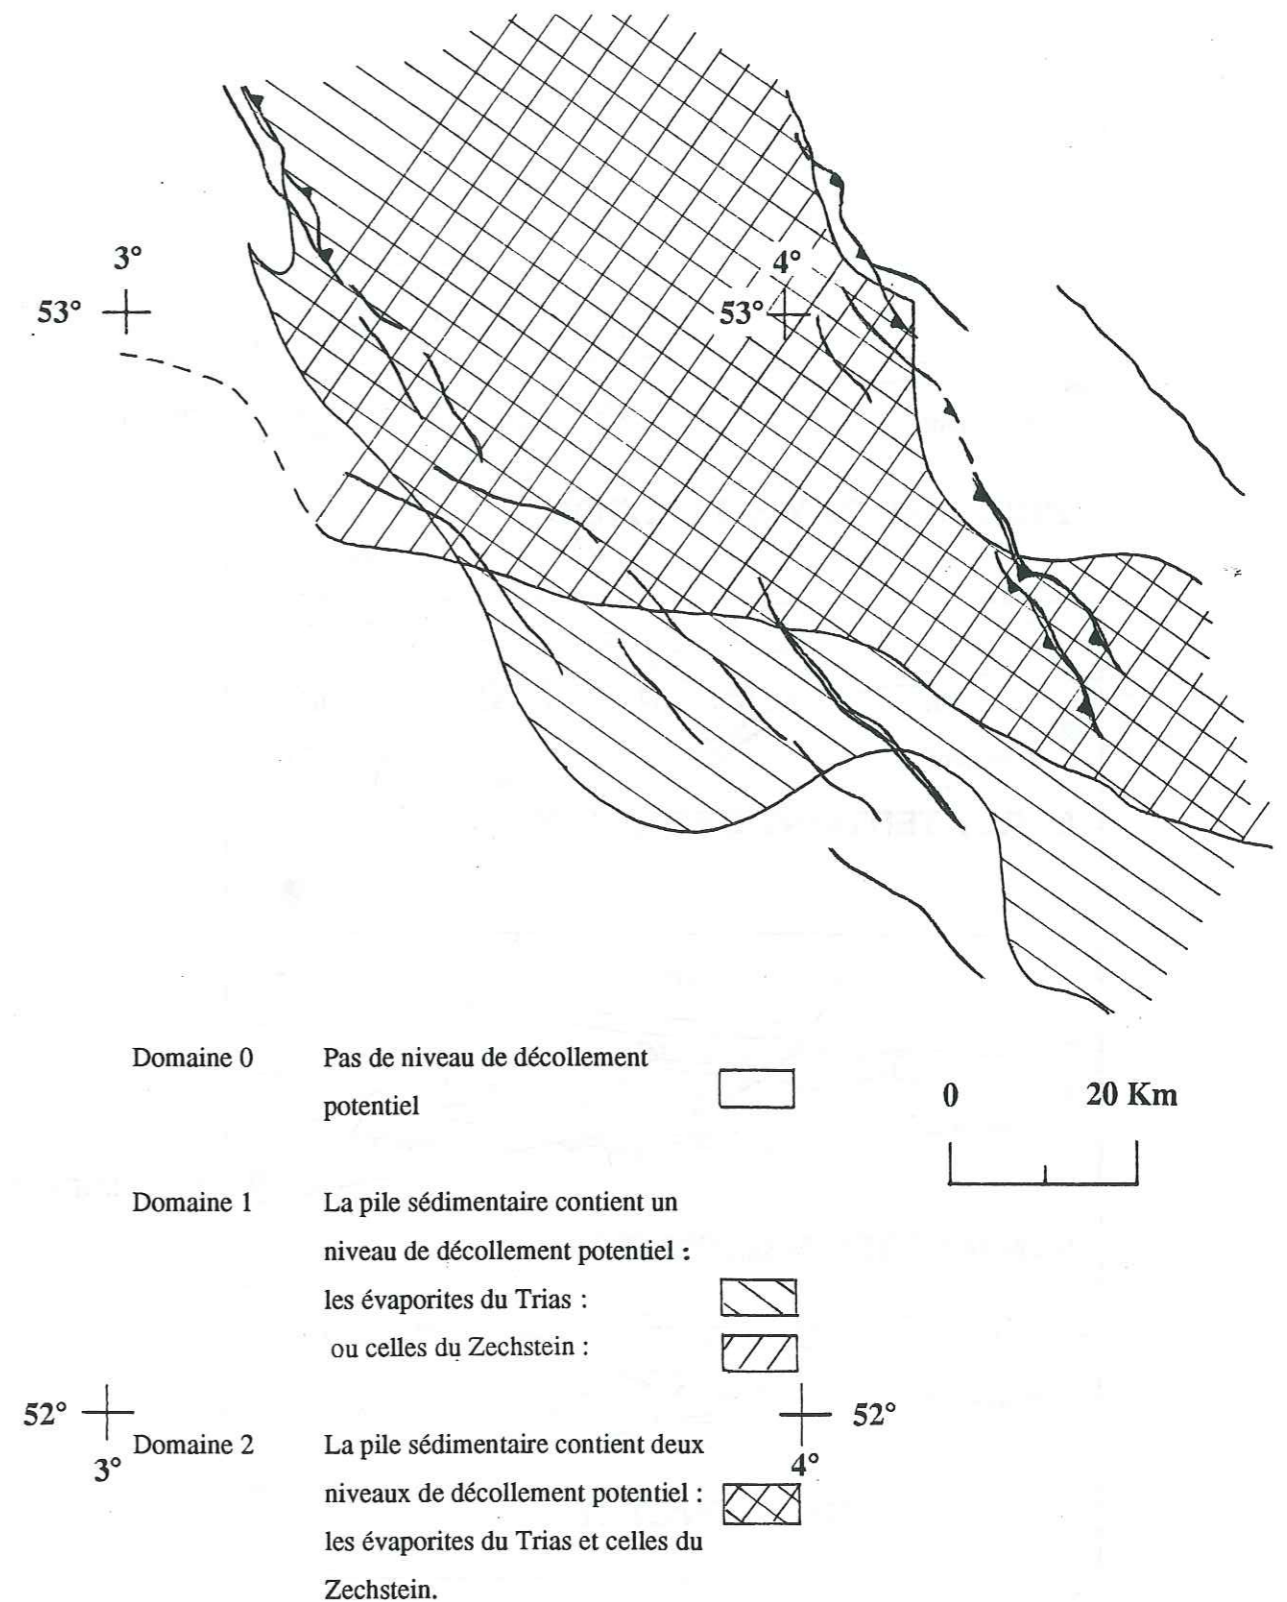 3°
4°
53°
53°
Domaine 0 Pas de niveau de décollement
potentiel
0 20 Km
Domaine 1 La pile sédimentaire contient un
niveau de décollement potentiel :
les évaporites du Trias :
ou celles du Zechstein :
52° 52°
Domaine 2 La pile sédimentaire contient deux
3° 4°
niveaux de décollement potentiel :
les évaporites du Trias et celles du
Zechstein.